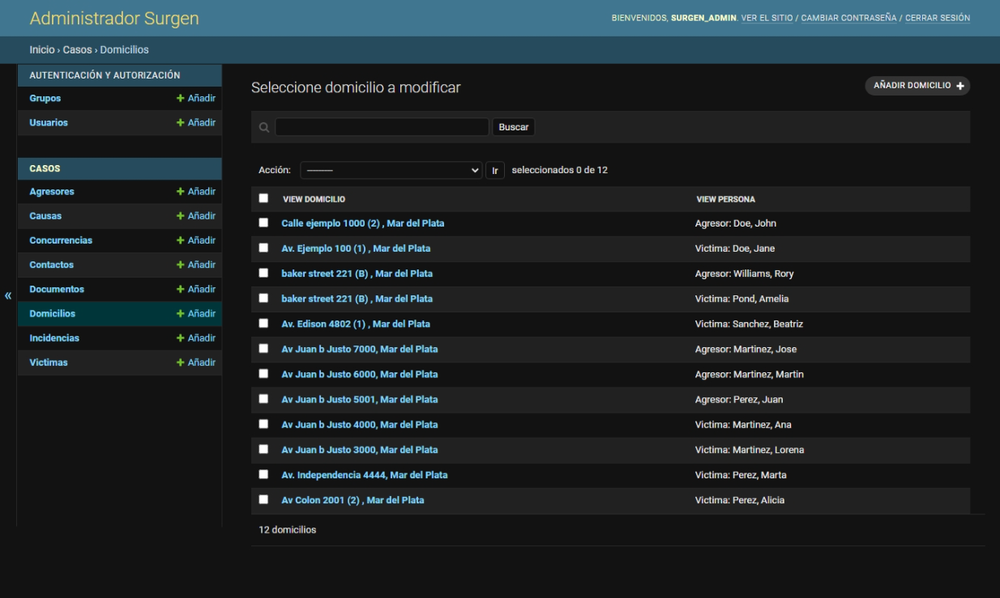 Administrador Surgen
BIENVENIDOS, SURGEN_ADMIN. VER EL SITIO / CAMBIAR CONTRASEÑA / CERRAR SESIÓN
Inicio › Casos › Domicilios
AUTENTICACIÓN Y AUTORIZACIÓN
Grupos + Añadir
Usuarios + Añadir
CASOS
Agresores + Añadir
Causas + Añadir
Concurrencias + Añadir
Contactos + Añadir
Documentos + Añadir
Domicilios + Añadir
Incidencias + Añadir
Victimas + Añadir
«
Seleccione domicilio a modificar
AÑADIR DOMICILIO +
Buscar
Acción: --------- Ir seleccionados 0 de 12
VIEW DOMICILIO VIEW PERSONA
Calle ejemplo 1000 (2) , Mar del Plata Agresor: Doe, John
Av. Ejemplo 100 (1) , Mar del Plata Victima: Doe, Jane
baker street 221 (B) , Mar del Plata Agresor: Williams, Rory
baker street 221 (B) , Mar del Plata Victima: Pond, Amelia
Av. Edison 4802 (1) , Mar del Plata Victima: Sanchez, Beatriz
Av Juan b Justo 7000, Mar del Plata Agresor: Martinez, Jose
Av Juan b Justo 6000, Mar del Plata Agresor: Martinez, Martin
Av Juan b Justo 5001, Mar del Plata Agresor: Perez, Juan
Av Juan b Justo 4000, Mar del Plata Victima: Martinez, Ana
Av Juan b Justo 3000, Mar del Plata Victima: Martinez, Lorena
Av. Independencia 4444, Mar del Plata Victima: Perez, Marta
Av Colon 2001 (2) , Mar del Plata Victima: Perez, Alicia
12 domicilios